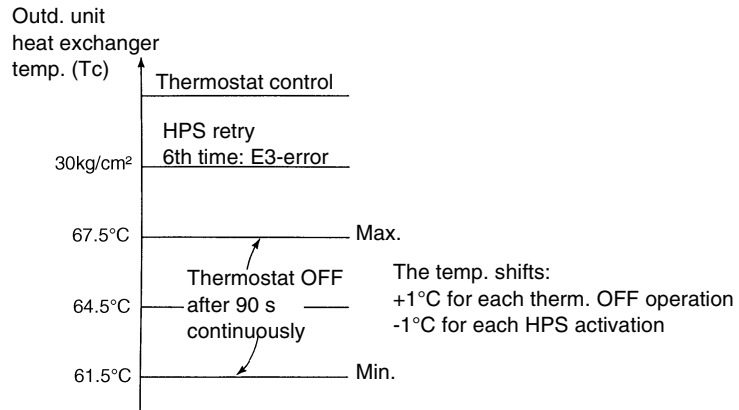 Outd. unit
heat exchanger
temp. (Tc)
Thermostat control
HPS retry
6th time: E3-error
30kg/cm²
67.5°C
Max.
Thermostat OFF
after 90 s
continuously
The temp. shifts:
+1°C for each therm. OFF operation
-1°C for each HPS activation
64.5°C
61.5°C
Min.